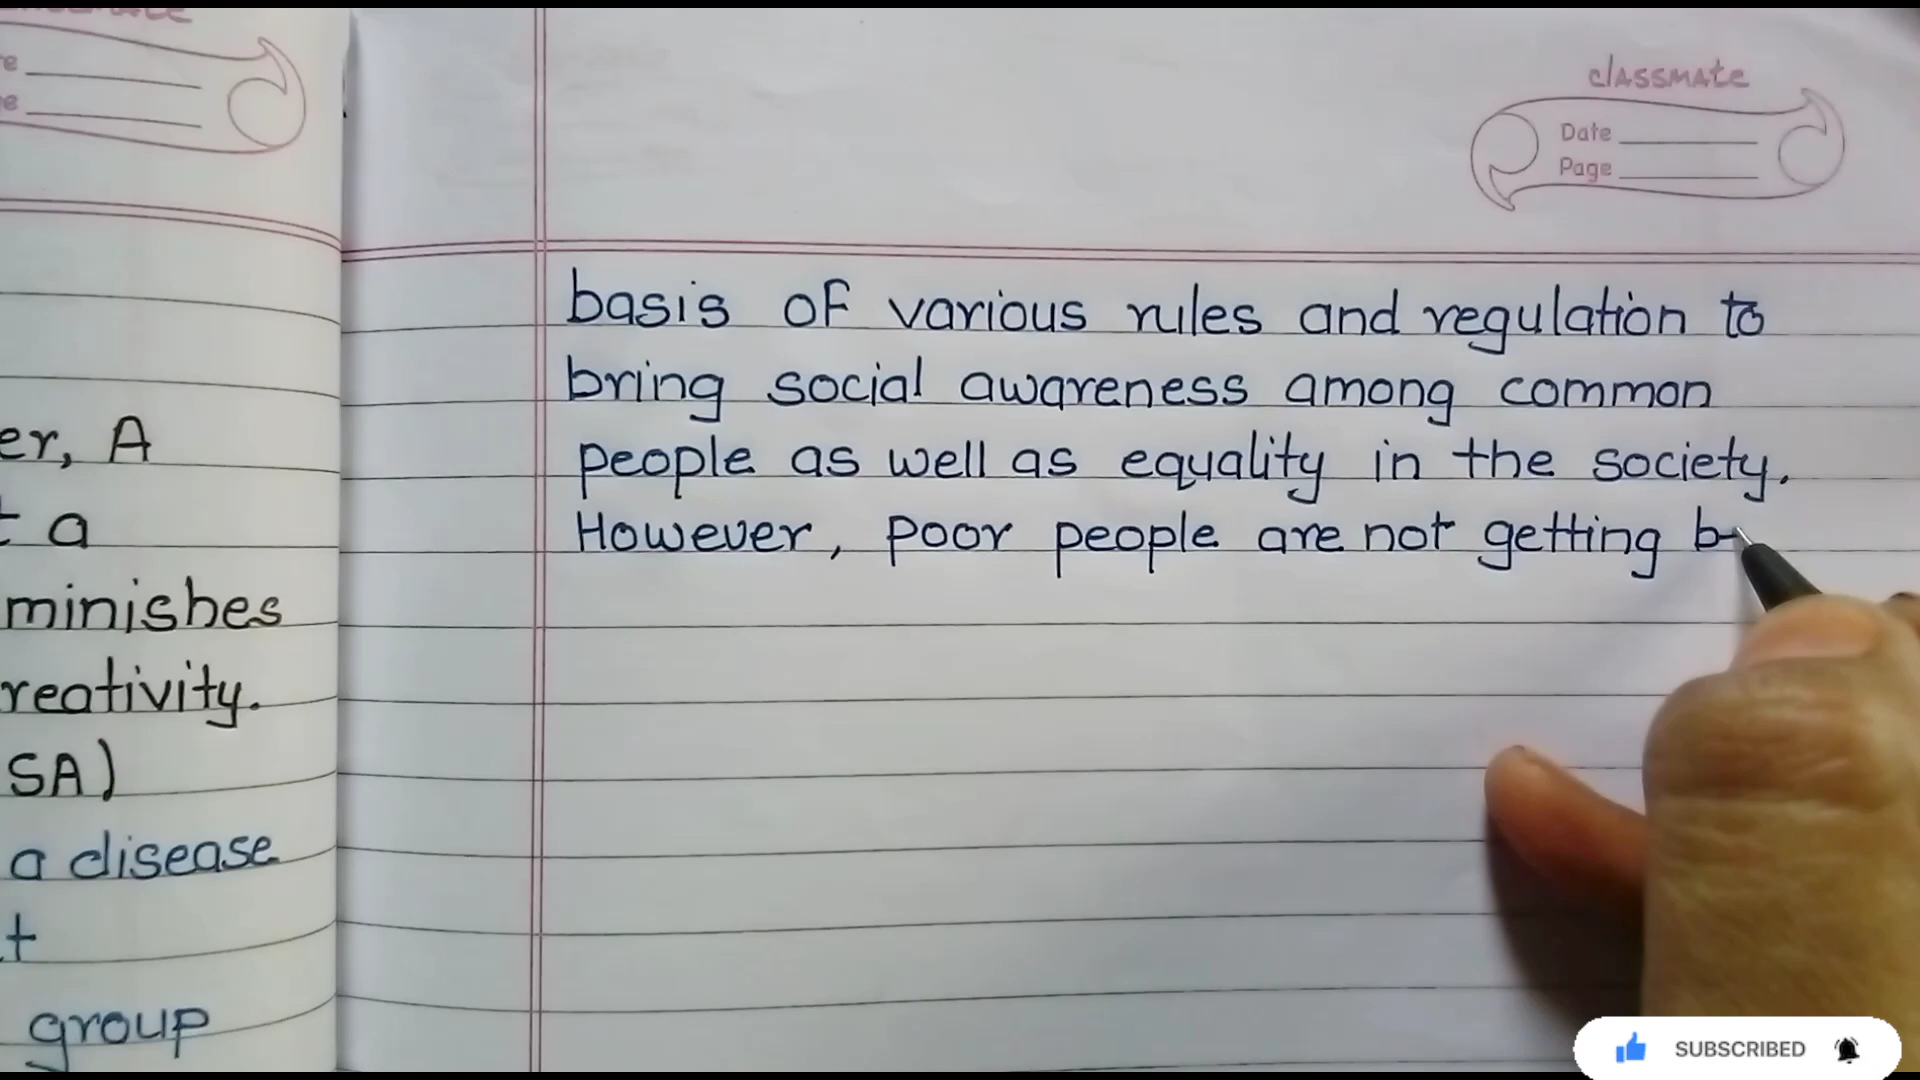 classmate
Date
Page
basis of various rules and regulation to
bring social awareness among common
people as well as equality in the society.
However, poor people are not getting
er, A
a
minishes
reativity.
SA)
a disease
t
group
SUBSCRIBED